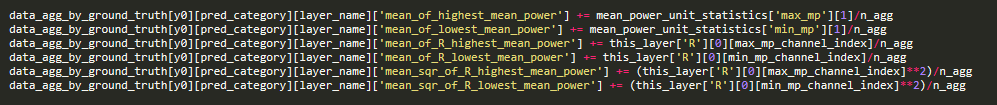 data_agg_by_ground_truth[y0][pred_category][layer_name]['mean_of_highest_mean_power'] += mean_power_unit_statistics['max_mp'][1]/n_agg
data_agg_by_ground_truth[y0][pred_category][layer_name]['mean_of_lowest_mean_power'] += mean_power_unit_statistics['min_mp'][1]/n_agg
data_agg_by_ground_truth[y0][pred_category][layer_name]['mean_of_R_highest_mean_power'] += this_layer['R'][0][max_mp_channel_index]/n_agg
data_agg_by_ground_truth[y0][pred_category][layer_name]['mean_of_R_lowest_mean_power'] += this_layer['R'][0][min_mp_channel_index]/n_agg
data_agg_by_ground_truth[y0][pred_category][layer_name]['mean_sqr_of_R_highest_mean_power'] += (this_layer['R'][0][max_mp_channel_index]**2)/n_agg
data_agg_by_ground_truth[y0][pred_category][layer_name]['mean_sqr_of_R_lowest_mean_power'] += (this_layer['R'][0][min_mp_channel_index]**2)/n_agg